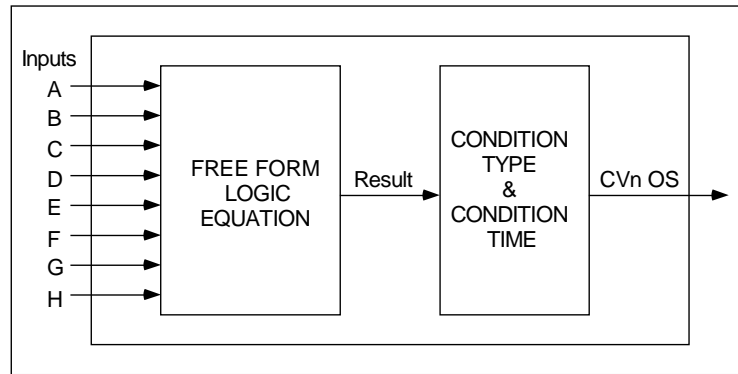 Inputs
A
B
C
D
E
F
G
H
FREE FORM
LOGIC
EQUATION
Result
CONDITION
TYPE
&
CONDITION
TIME
CVn OS